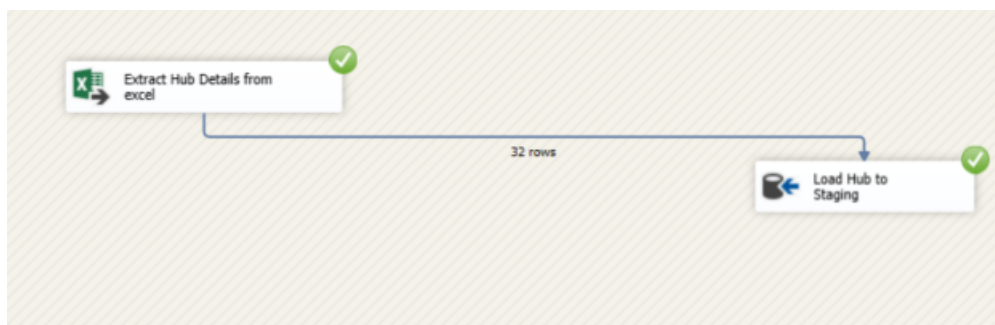 Extract Hub Details from
excel
32 rows
Load Hub to
Staging